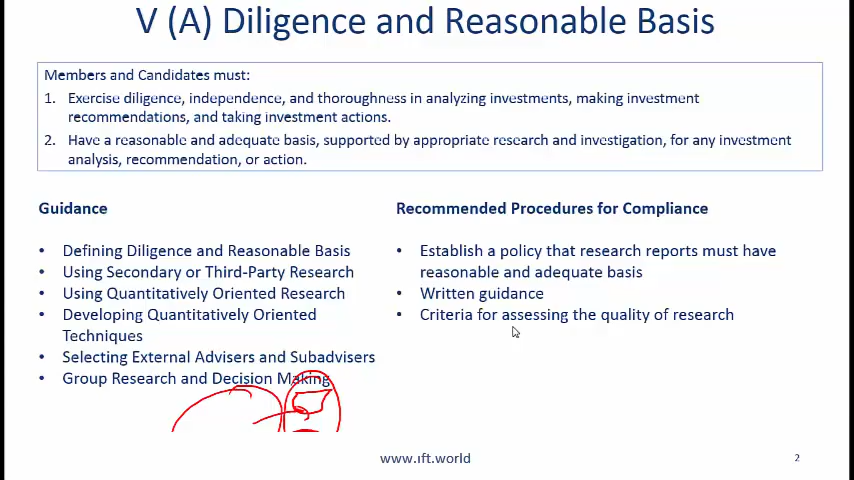 V (A) Diligence and Reasonable Basis
Members and Candidates must:
1. Exercise diligence, independence, and thoroughness in analyzing investments, making investment
recommendations, and taking investment actions.
2. Have a reasonable and adequate basis, supported by appropriate research and investigation, for any investment
analysis, recommendation, or action.
Guidance
• Defining Diligence and Reasonable Basis
• Using Secondary or Third-Party Research
• Using Quantitatively Oriented Research
• Developing Quantitatively Oriented
Techniques
• Selecting External Advisers and Subadvisers
• Group Research and Decision Making
Recommended Procedures for Compliance
• Establish a policy that research reports must have
reasonable and adequate basis
• Written guidance
• Criteria for assessing the quality of research
www.ift.world
2